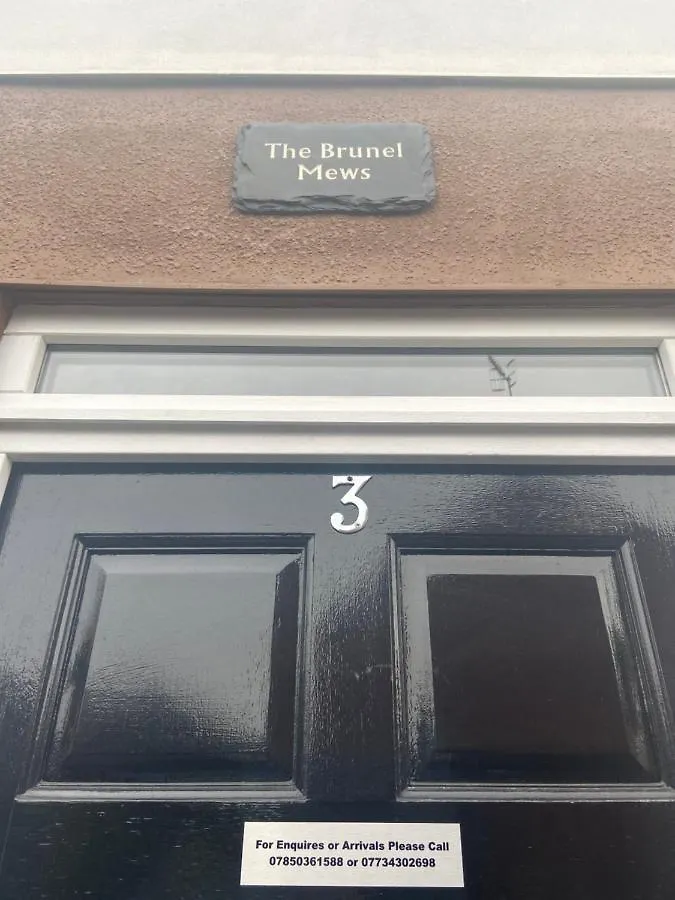 The Brunel
Mews
3
For Enquires or Arrivals Please Call
07850361588 or 07734302698